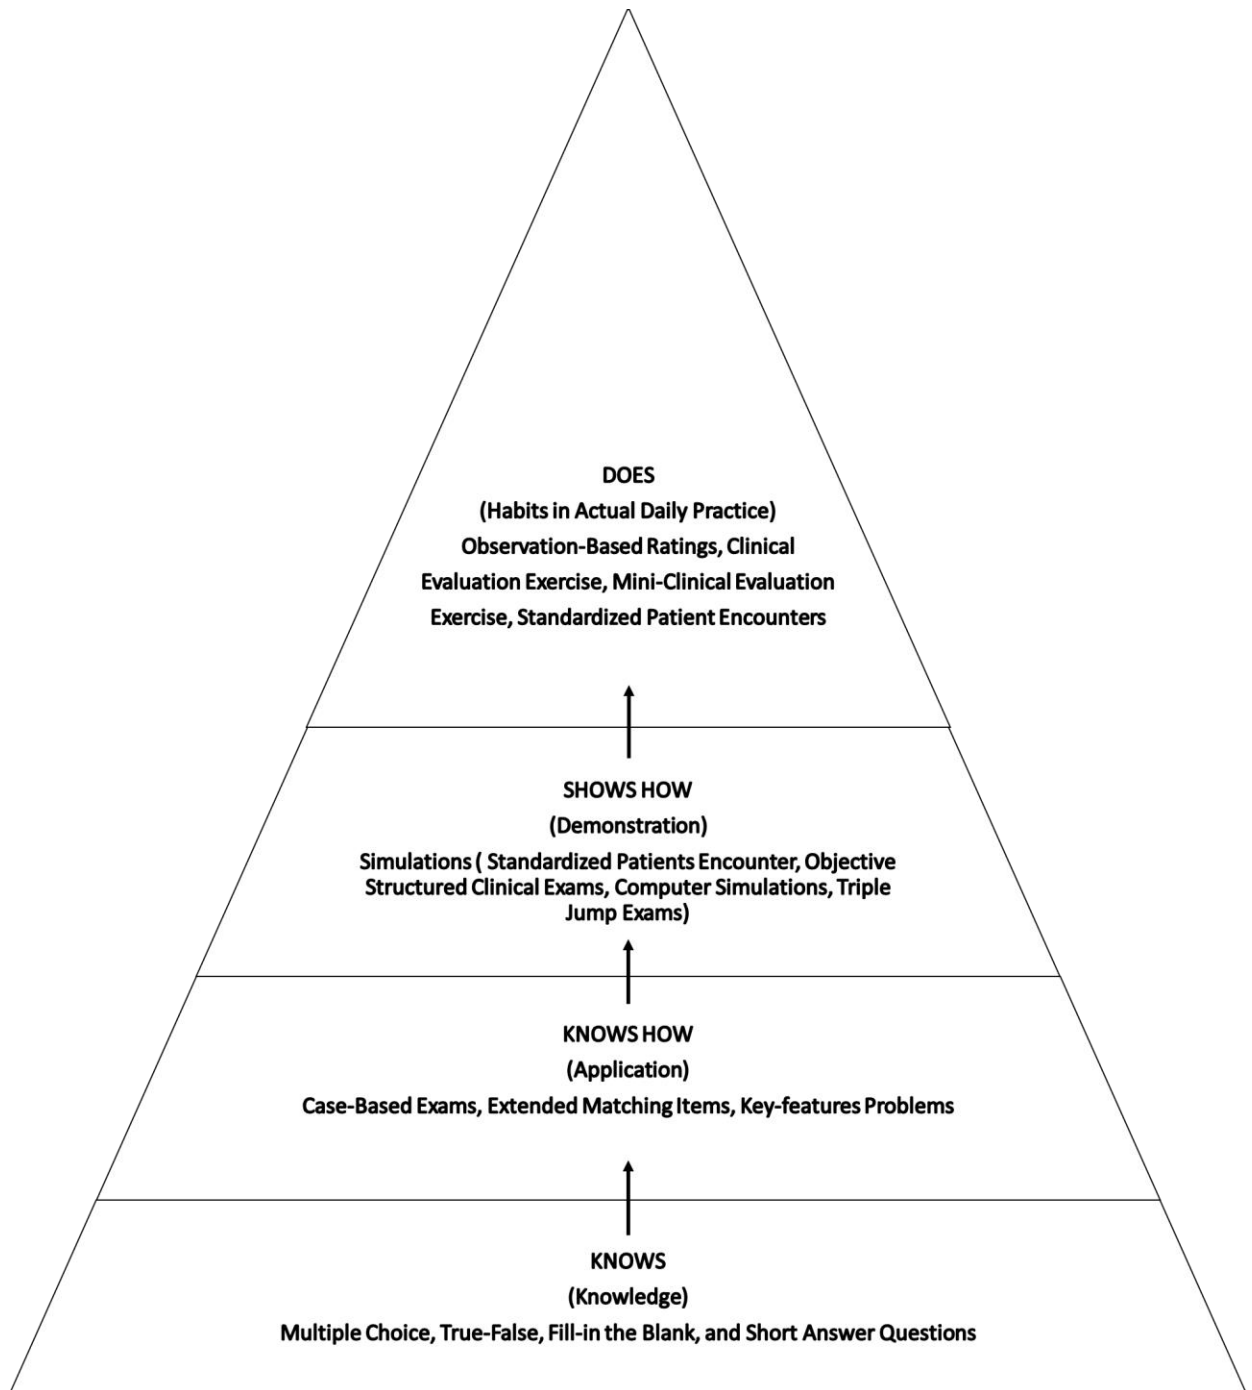 DOES
(Habits in Actual Daily Practice)
Observation-Based Ratings, Clinical
Evaluation Exercise, Mini-Clinical Evaluation
Exercise, Standardized Patient Encounters
SHOWS HOW
(Demonstration)
Simulations ( Standardized Patients Encounter, Objective
Structured Clinical Exams, Computer Simulations, Triple
Jump Exams)
KNOWS HOW
(Application)
Case-Based Exams, Extended Matching Items, Key-features Problems
KNOWS
(Knowledge)
Multiple Choice, True-False, Fill-in the Blank, and Short Answer Questions